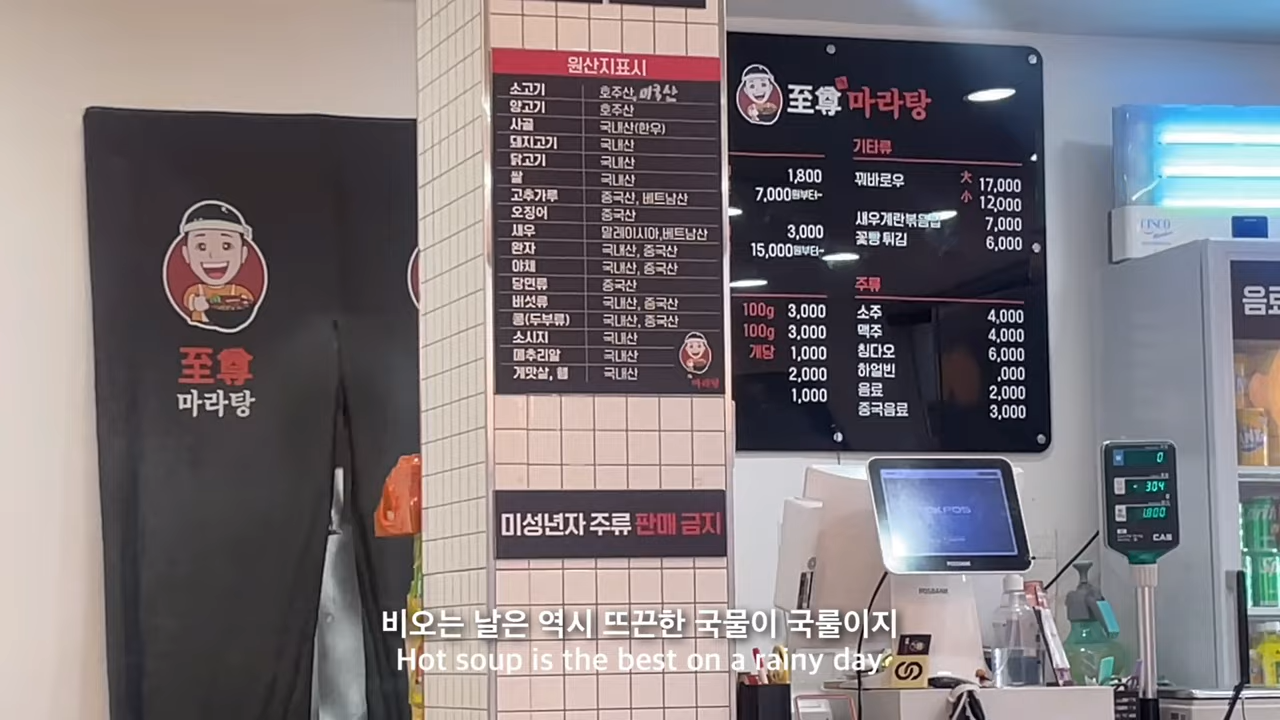 至尊
마라탕
원산지표시
소고기 호주산, 미국산
양고기 호주산
사골 국내산(한우)
돼지고기 국내산
닭고기 국내산
쌀 국내산
고추가루 중국산, 베트남산
오징어 중국산
새우 말레이시아,베트남산
완자 국내산, 중국산
야채 국내산, 중국산
당면류 중국산
버섯류 국내산, 중국산
콩(두부류) 국내산, 중국산
소시지 국내산
메추리알 국내산
게맛살, 햄 국내산
마라탕
미성년자 주류 판매 금지
至尊 마라탕
1,800
7,000원부터~
3,000
15,000원부터~
100g 3,000
100g 3,000
개당 1,000
2,000
1,000
기타류
꿔바로우 大 17,000
小 12,000
새우계란볶음밥 7,000
꽃빵 튀김 6,000
주류
소주 4,000
맥주 4,000
칭다오 6,000
하얼빈 ,000
음료 2,000
중국음료 3,000
음료
0
304
1,800
CAS
POSBANK
POSBANK
비오는 날은 역시 뜨끈한 국물이 국룰이지
Hot soup is the best on a rainy day